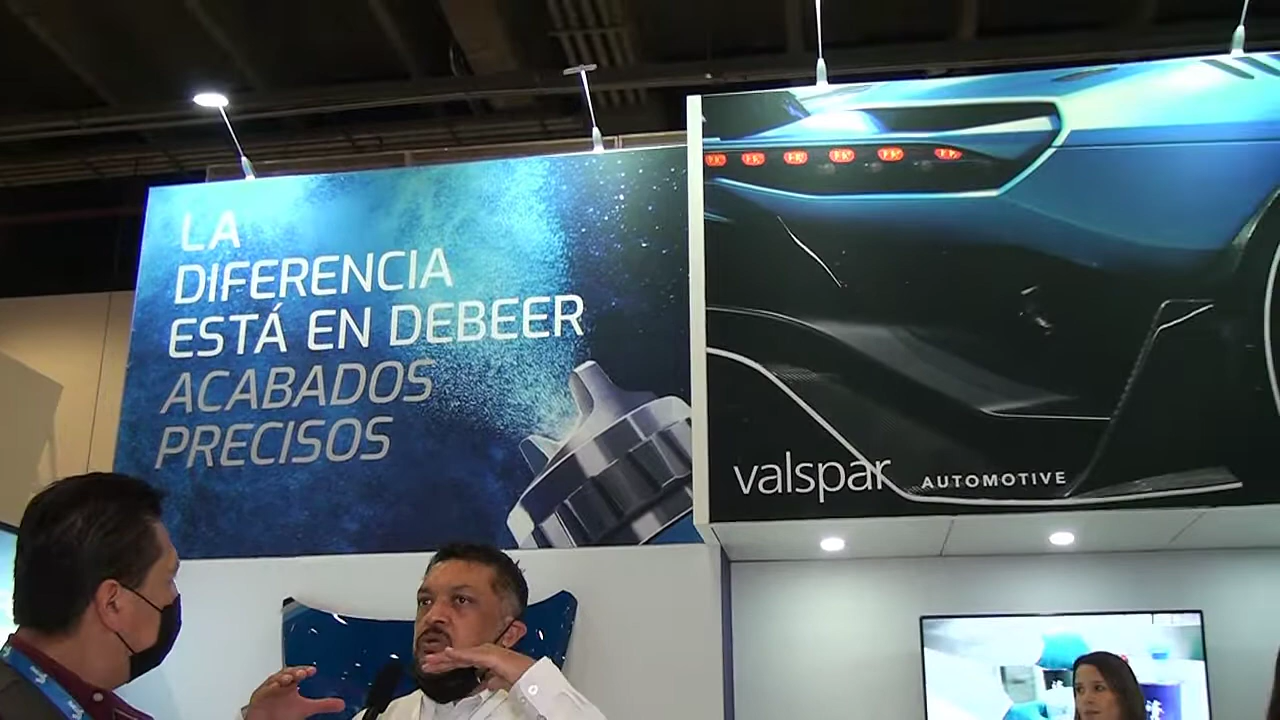 LA
DIFERENCIA
ESTÁ EN DEBEER
ACABADOS
PRECISOS
valspar AUTOMOTIVE